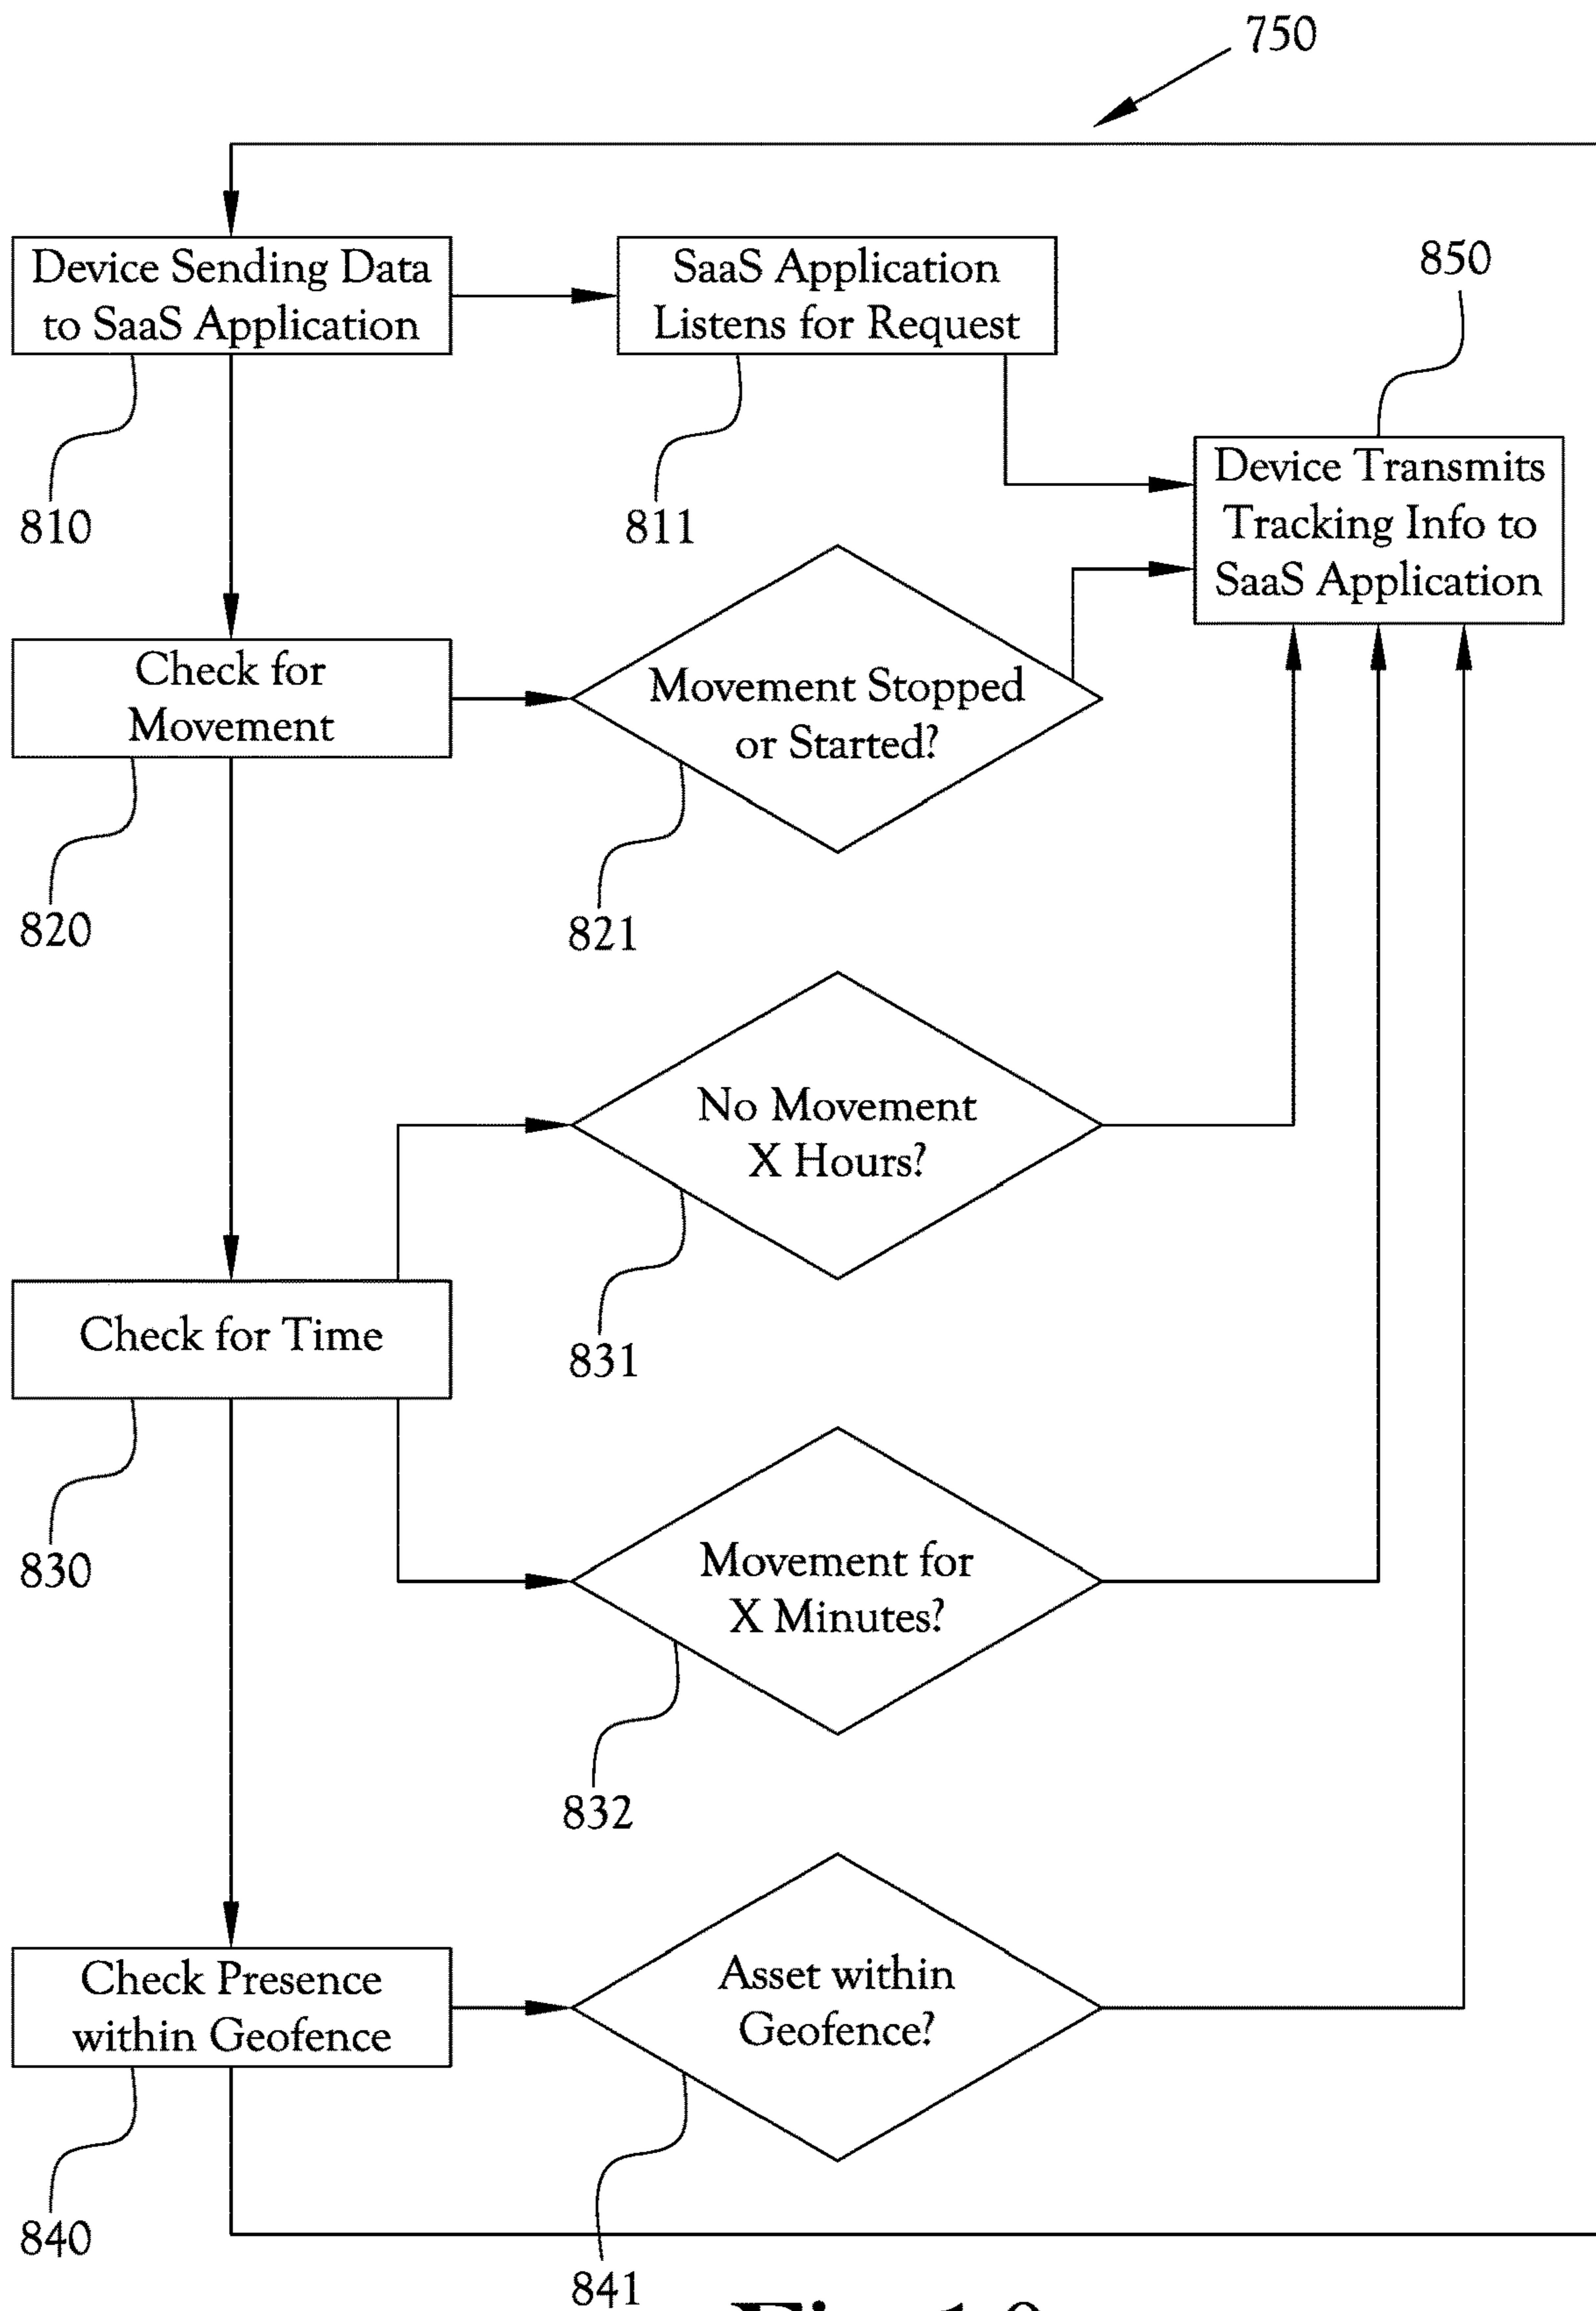 750
Device Sending Data
to SaaS Application
SaaS Application
Listens for Request
850
Device Transmits
Tracking Info to
SaaS Application
810
811
Check for
Movement
Movement Stopped
or Started?
820
821
No Movement
X Hours?
831
Check for Time
830
Movement for
X Minutes?
832
Check Presence
within Geofence
Asset within
Geofence?
840
841